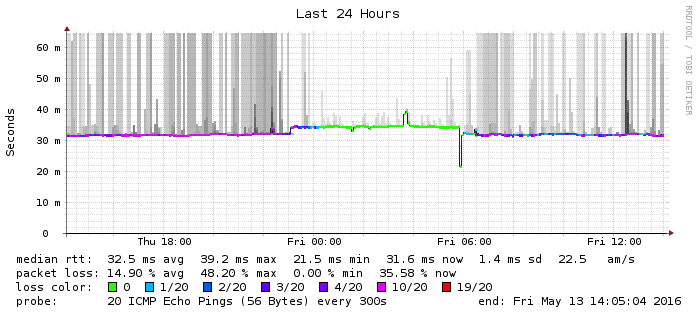 Last 24 Hours
RRDTOOL / TOBI OETIKER
Seconds
60 m
50 m
40 m
30 m
20 m
10 m
0
Thu 18:00 Fri 00:00 Fri 06:00 Fri 12:00
median rtt: 32.5 ms avg 39.2 ms max 21.5 ms min 31.6 ms now 1.4 ms sd 22.5 am/s
packet loss: 14.90 % avg 48.20 % max 0.00 % min 35.58 % now
loss color: 0 1/20 2/20 3/20 4/20 10/20 19/20
probe: 20 ICMP Echo Pings (56 Bytes) every 300s end: Fri May 13 14:05:04 2016